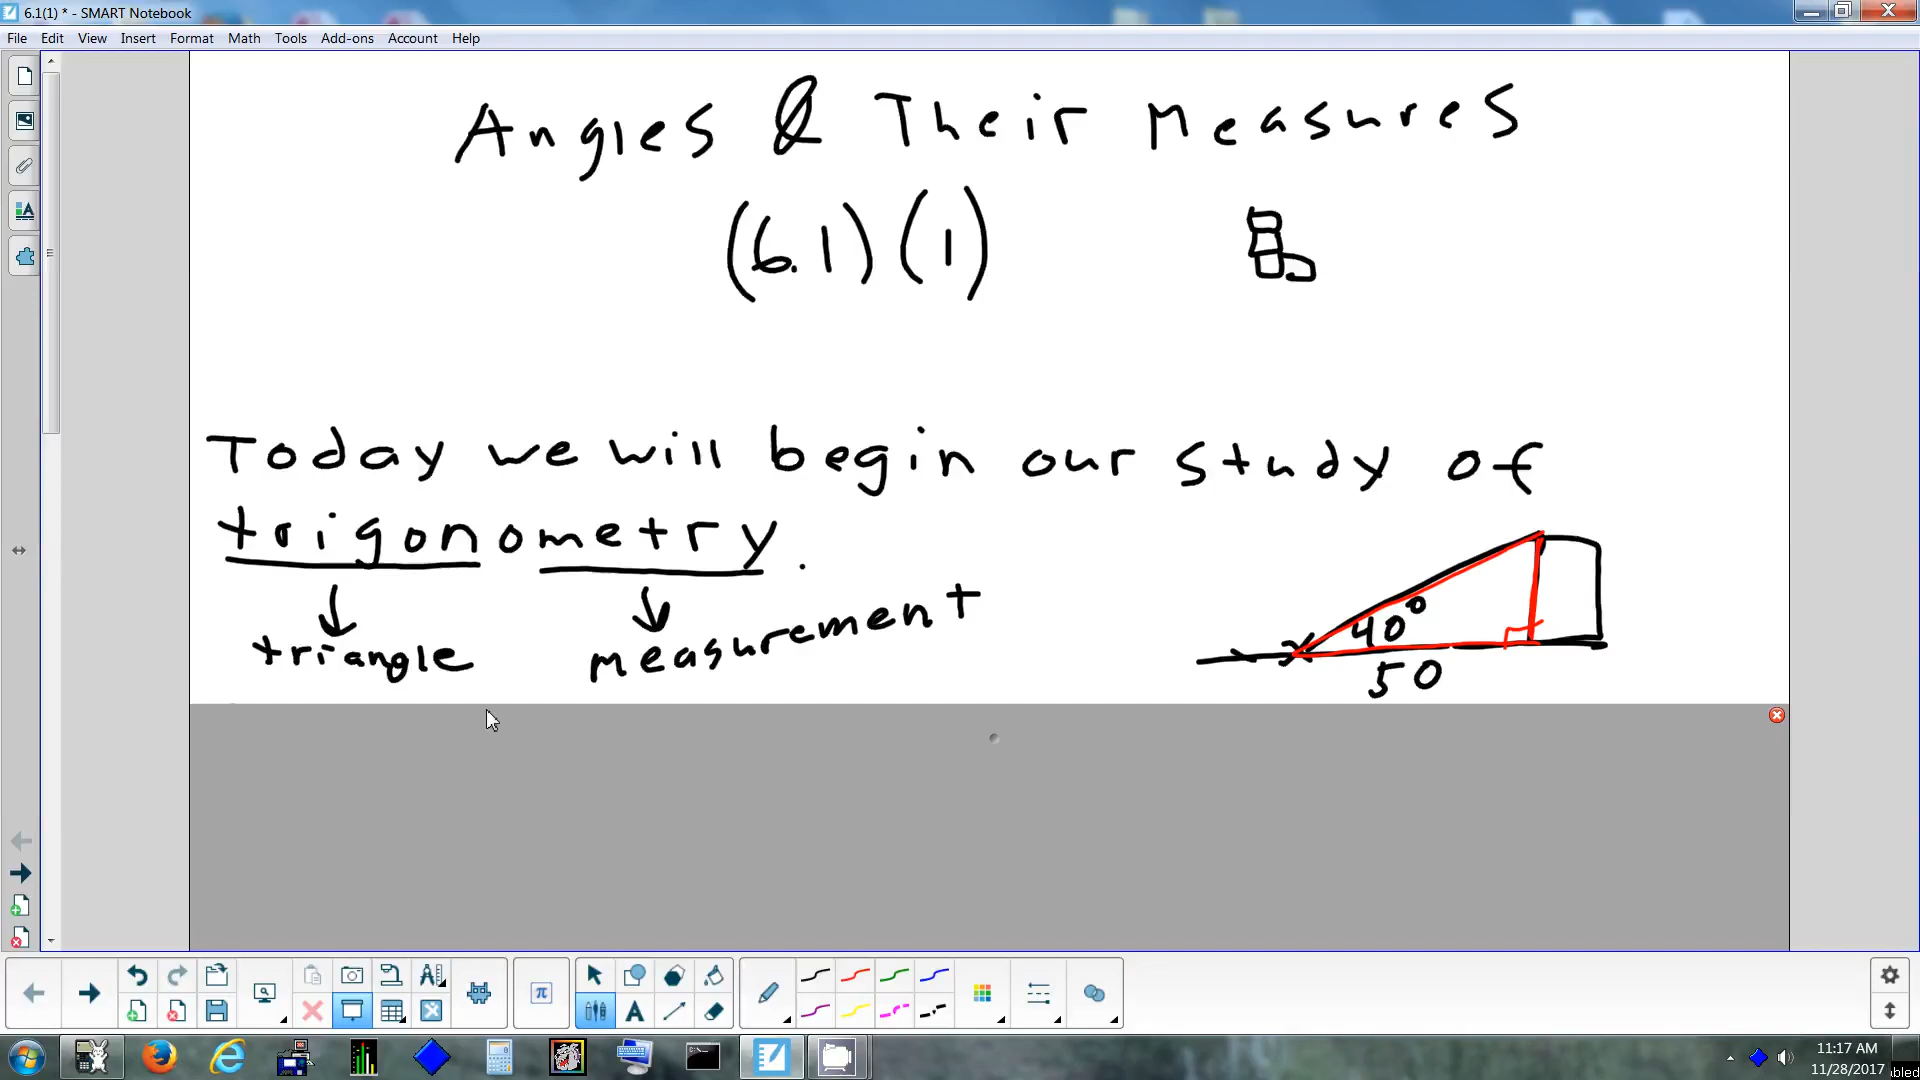 6.1(1) * - SMART Notebook
File Edit View Insert Format Math Tools Add-ons Account Help
Angles & Their Measures
(6.1)(1)
Today we will begin our study of
trigonometry.
triangle measurement
40°
50
π
A
11:17 AM
11/28/2017
bled